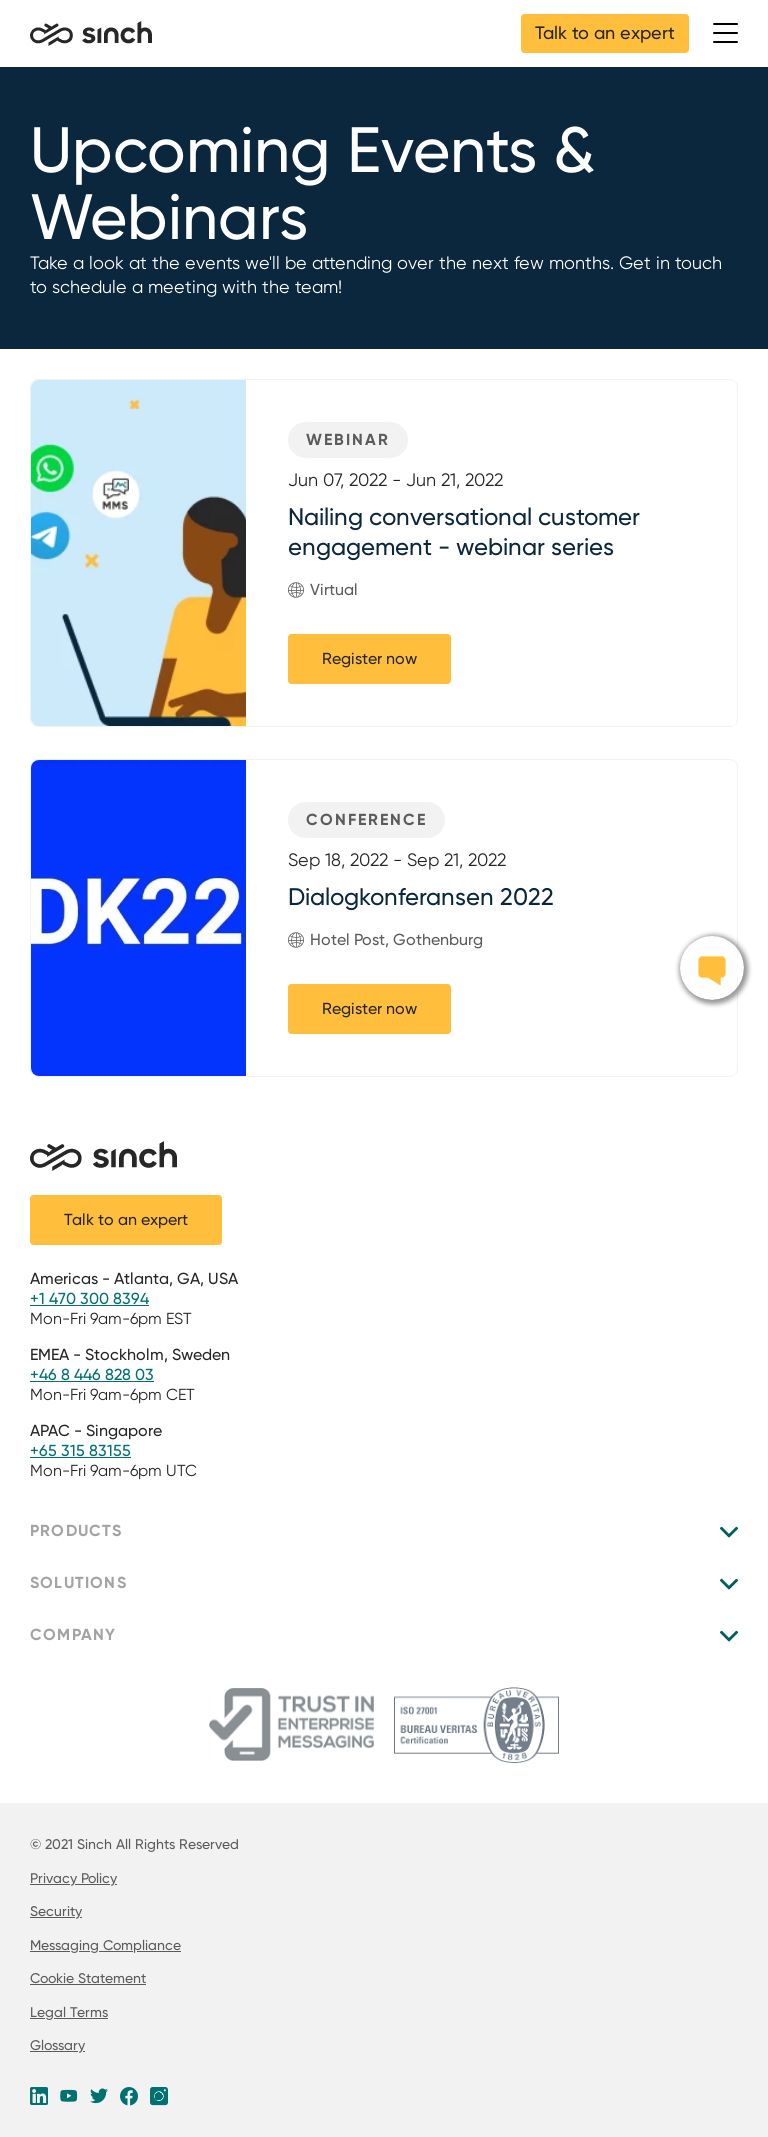 sinch
Talk to an expert
Upcoming Events &
Webinars
Take a look at the events we'll be attending over the next few months. Get in touch
to schedule a meeting with the team!
MMS
WEBINAR
Jun 07, 2022 - Jun 21, 2022
Nailing conversational customer
engagement - webinar series
Virtual
Register now
DK22
CONFERENCE
Sep 18, 2022 - Sep 21, 2022
Dialogkonferansen 2022
Hotel Post, Gothenburg
Register now
sinch
Talk to an expert
Americas - Atlanta, GA, USA
+1 470 300 8394
Mon-Fri 9am-6pm EST
EMEA - Stockholm, Sweden
+46 8 446 828 03
Mon-Fri 9am-6pm CET
APAC - Singapore
+65 315 83155
Mon-Fri 9am-6pm UTC
PRODUCTS
SOLUTIONS
COMPANY
TRUST IN
ENTERPRISE
MESSAGING
ISO 27001
BUREAU VERITAS
Certification
BUREAU VERITAS
1828
© 2021 Sinch All Rights Reserved
Privacy Policy
Security
Messaging Compliance
Cookie Statement
Legal Terms
Glossary